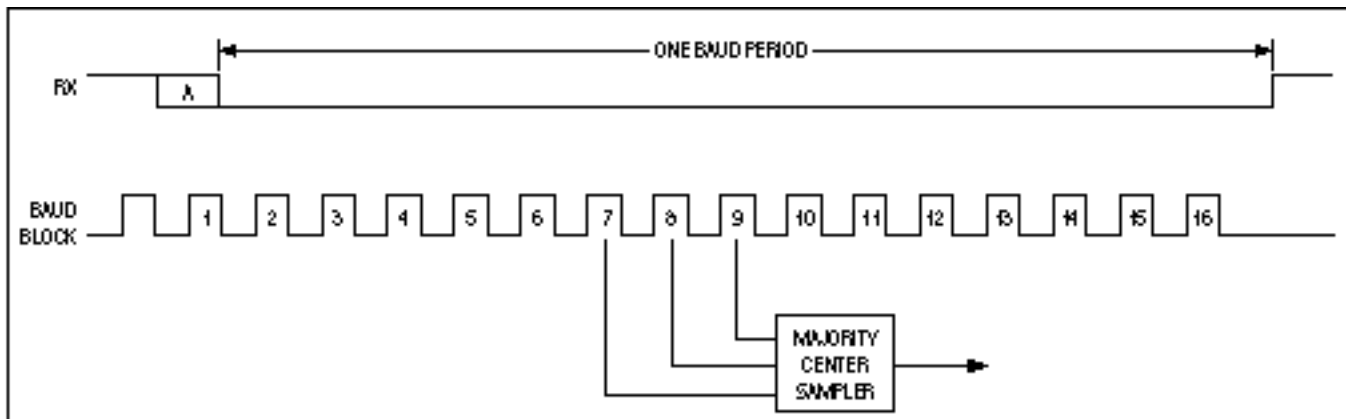 ONE BAUD PERIOD
RX
A
BAUD
BLOCK
1 2 3 4 5 6 7 8 9 10 11 12 13 14 15 16
MAJORITY
CENTER
SAMPLER